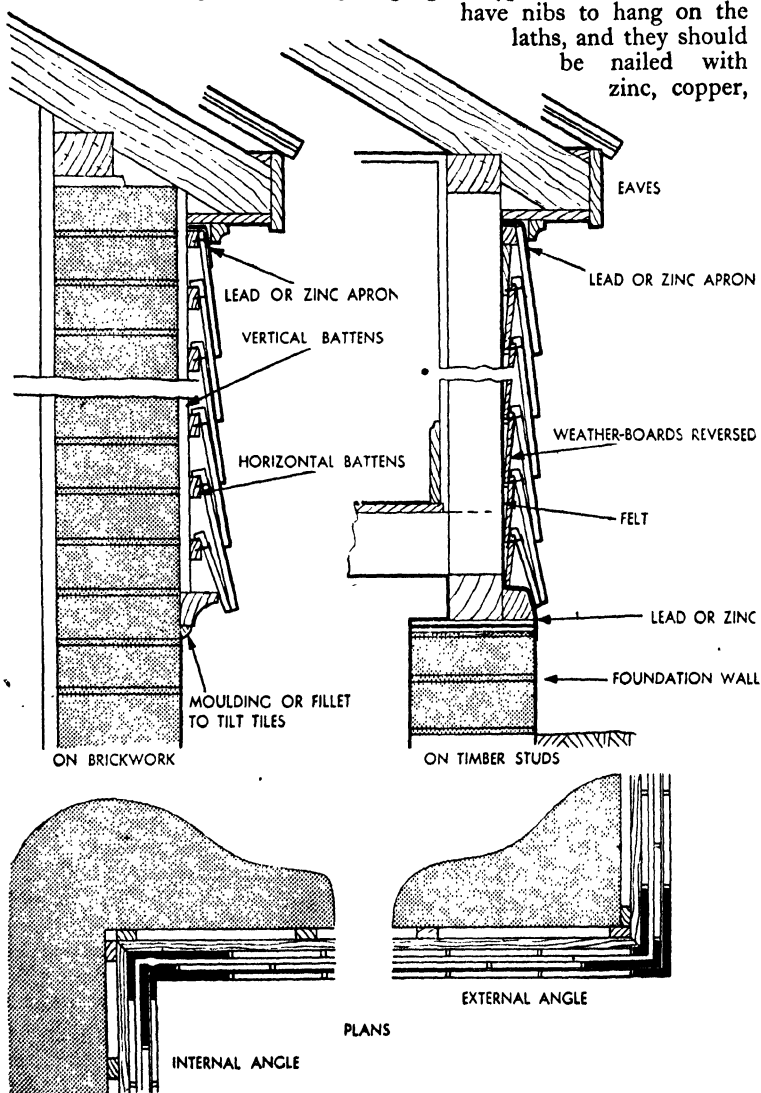 have nibs to hang on the
laths, and they should
be nailed with
zinc, copper,
EAVES
LEAD OR ZINC APRON
LEAD OR ZINC APRON
VERTICAL BATTENS
WEATHER-BOARDS REVERSED
HORIZONTAL BATTENS
FELT
LEAD OR ZINC
FOUNDATION WALL
MOULDING OR FILLET
TO TILT TILES
ON BRICKWORK
ON TIMBER STUDS
EXTERNAL ANGLE
PLANS
INTERNAL ANGLE